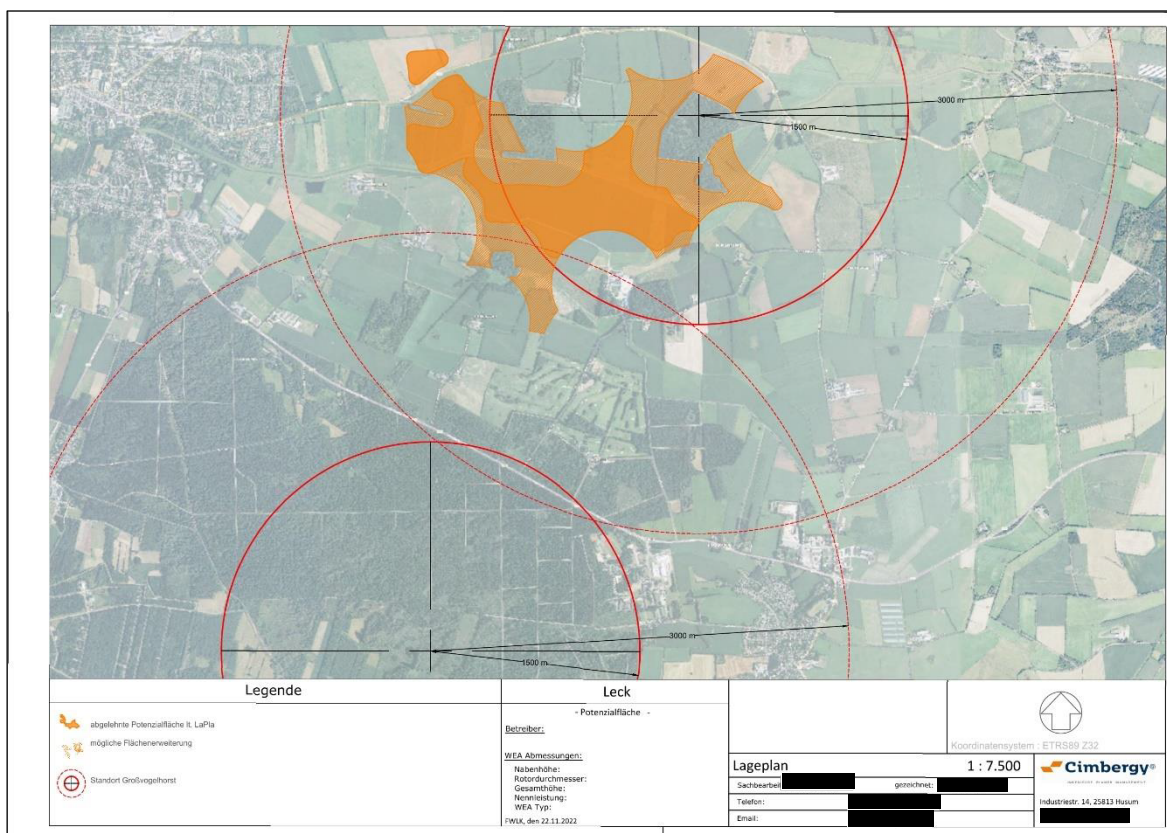 3000 m
1500 m
3000 m
1500 m
Legende
abgelehnte Potenzialfläche lt. LaPla
mögliche Flächenerweiterung
Standort Großvogelhorst
Leck
- Potenzialfläche -
Betreiber:
WEA Abmessungen:
Nabenhöhe:
Rotordurchmesser:
Gesamthöhe:
Nennleistung:
WEA Typ:
FWLK, den 22.11.2022
Koordinatensystem : ETRS89 Z32
Lageplan 1 : 7.500
Sachbearbeit gezeichnet:
Telefon:
Email:
Cimbergy®
Industriestr. 14, 25813 Husum